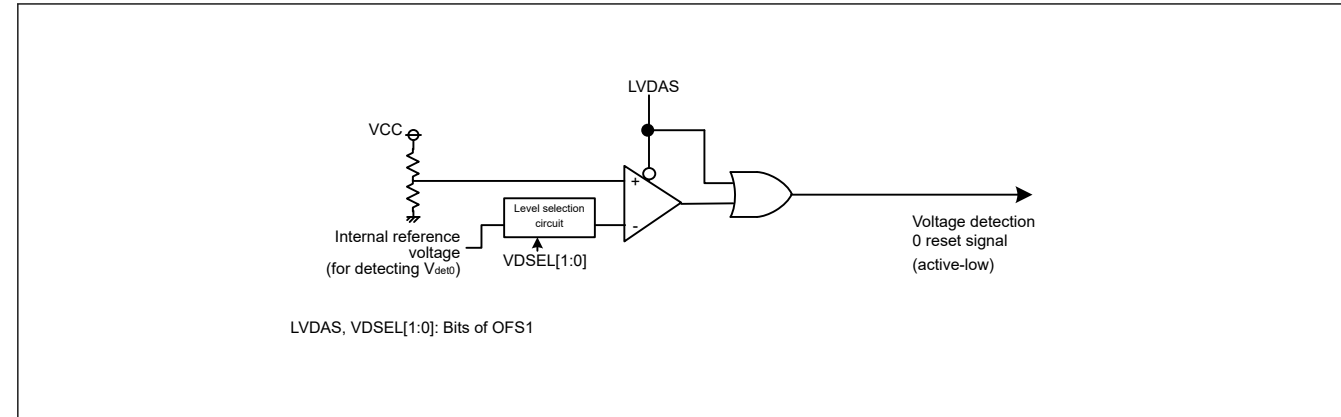 LVDAS
VCC
+
Level selection
circuit
-
Internal reference
voltage
(for detecting Vdet0)
VDSEL[1:0]
Voltage detection
0 reset signal
(active-low)
LVDAS, VDSEL[1:0]: Bits of OFS1